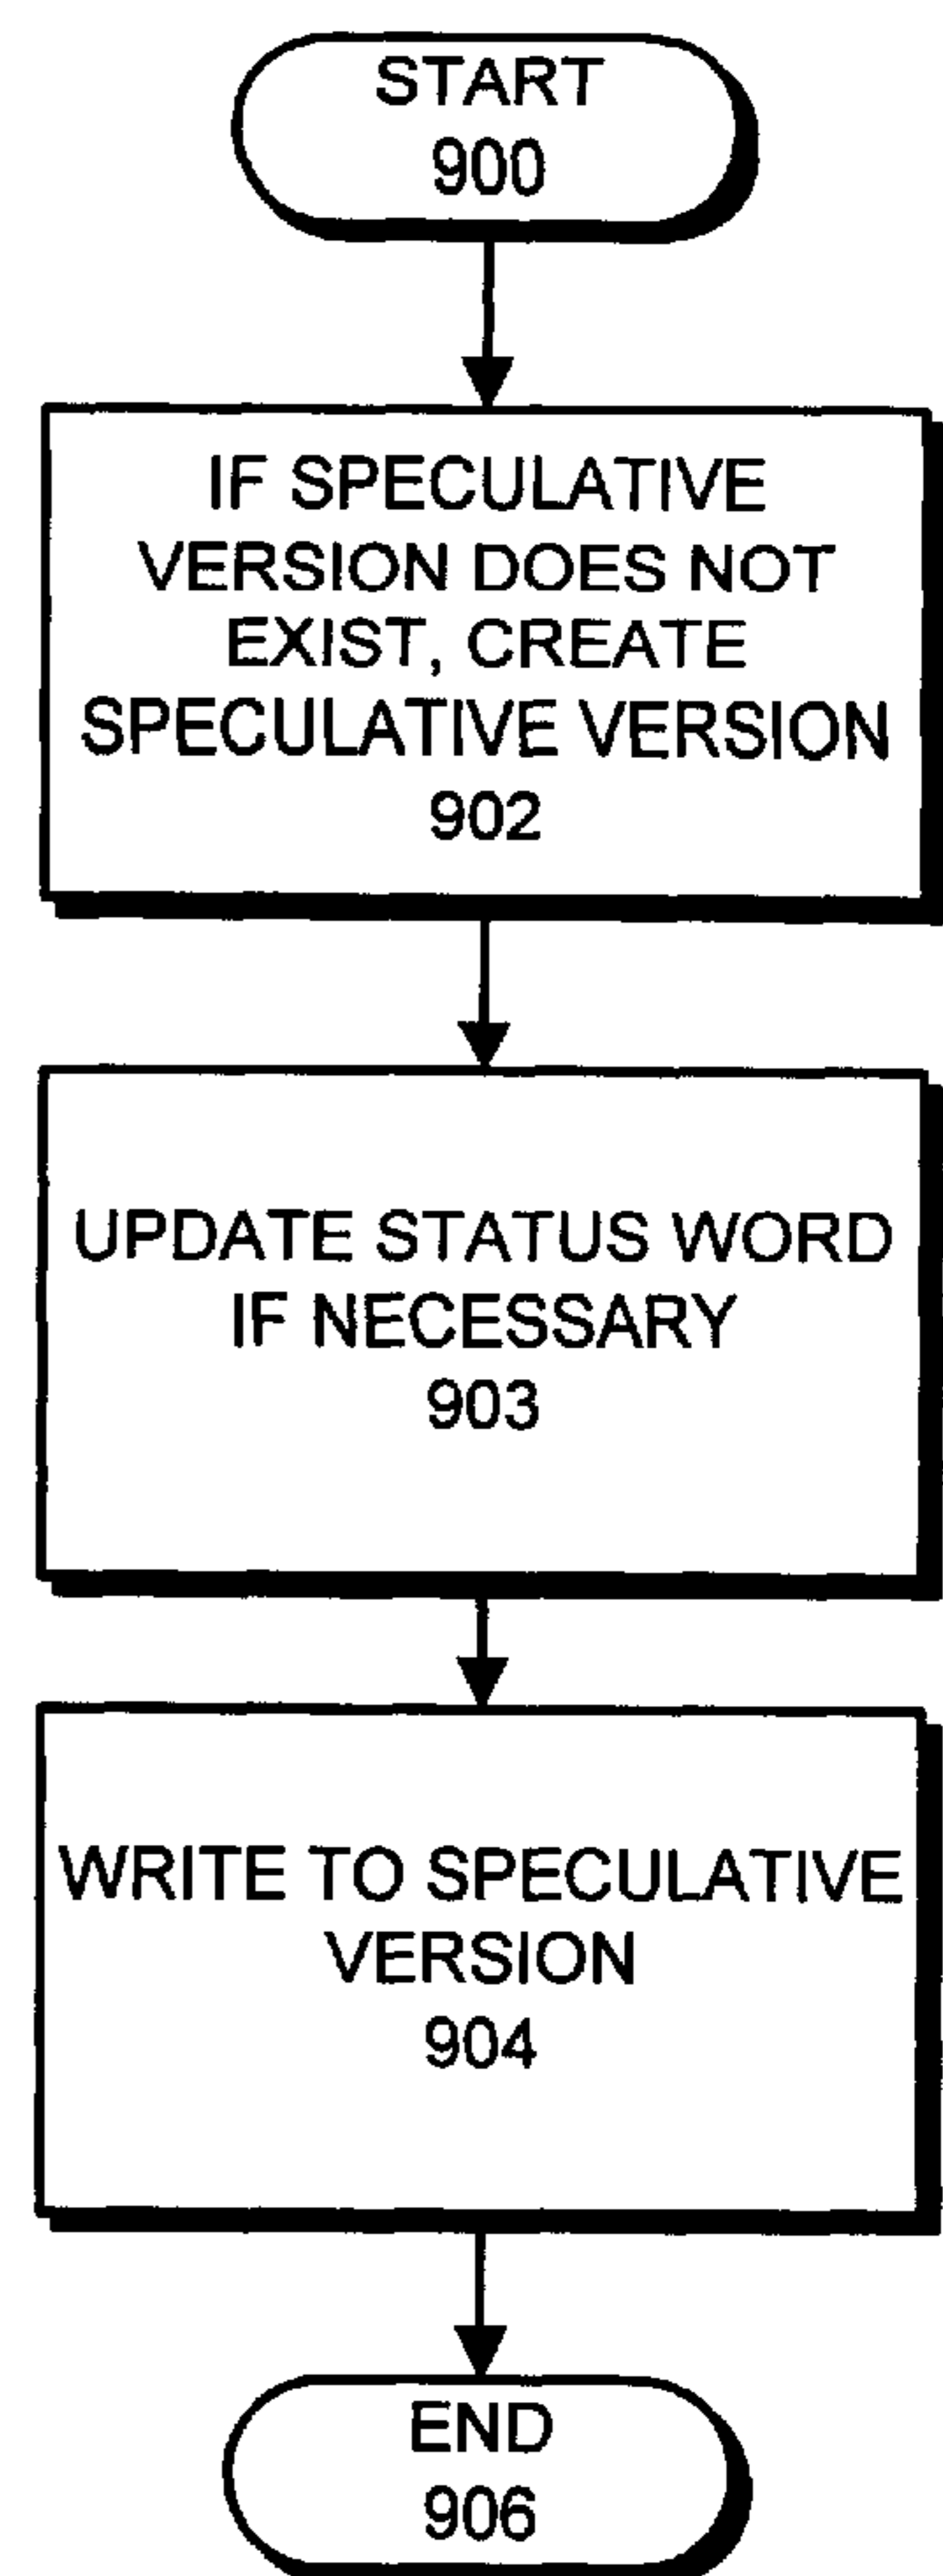 START
900
IF SPECULATIVE
VERSION DOES NOT
EXIST, CREATE
SPECULATIVE VERSION
902
UPDATE STATUS WORD
IF NECESSARY
903
WRITE TO SPECULATIVE
VERSION
904
END
906